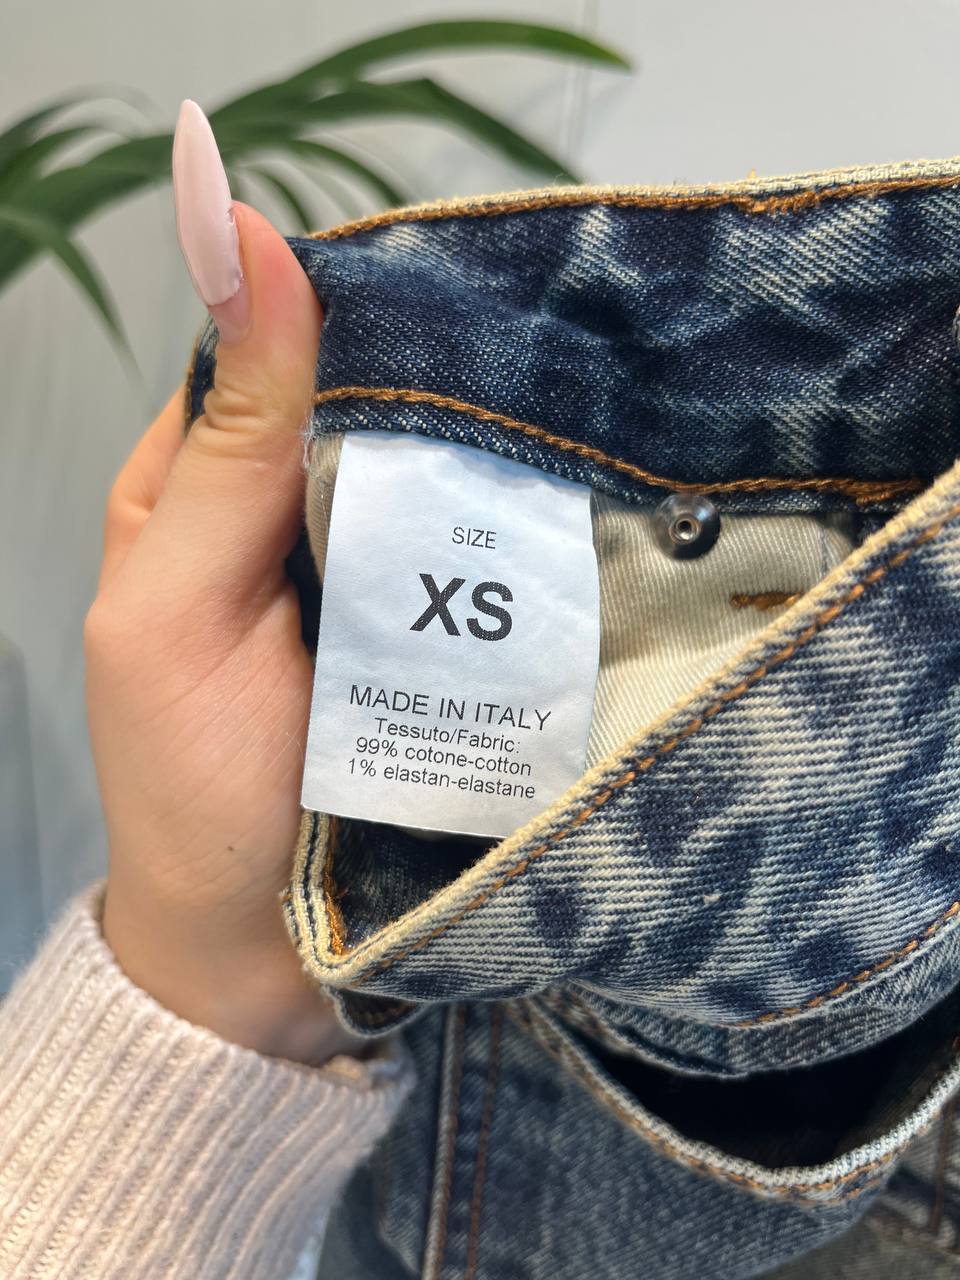 SIZE
XS
MADE IN ITALY
Tessuto/Fabric:
99% cotone-cotton
1% elastan-elastane